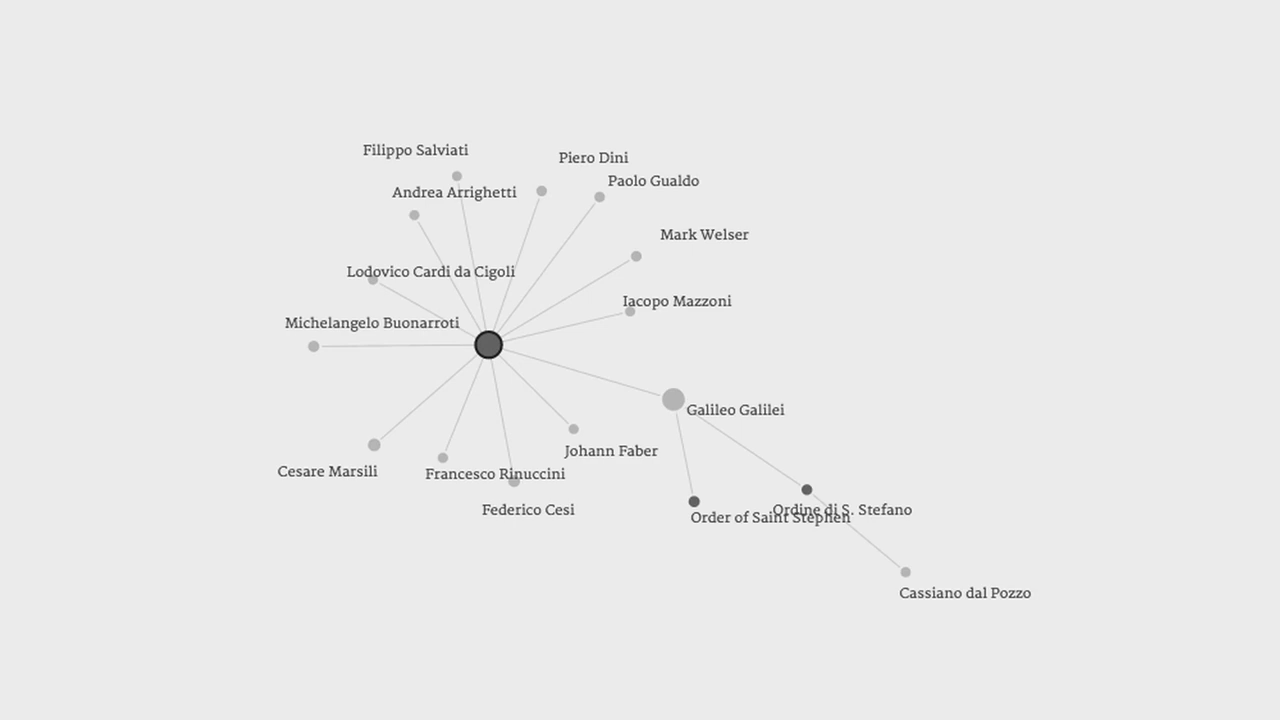 Filippo Salviati
Piero Dini
Paolo Gualdo
Andrea Arrighetti
Mark Welser
Lodovico Cardi da Cigoli
Iacopo Mazzoni
Michelangelo Buonarroti
Galileo Galilei
Johann Faber
Cesare Marsili
Francesco Rinuccini
Federico Cesi
Ordine di S. Stefano
Order of Saint Stephen
Cassiano dal Pozzo